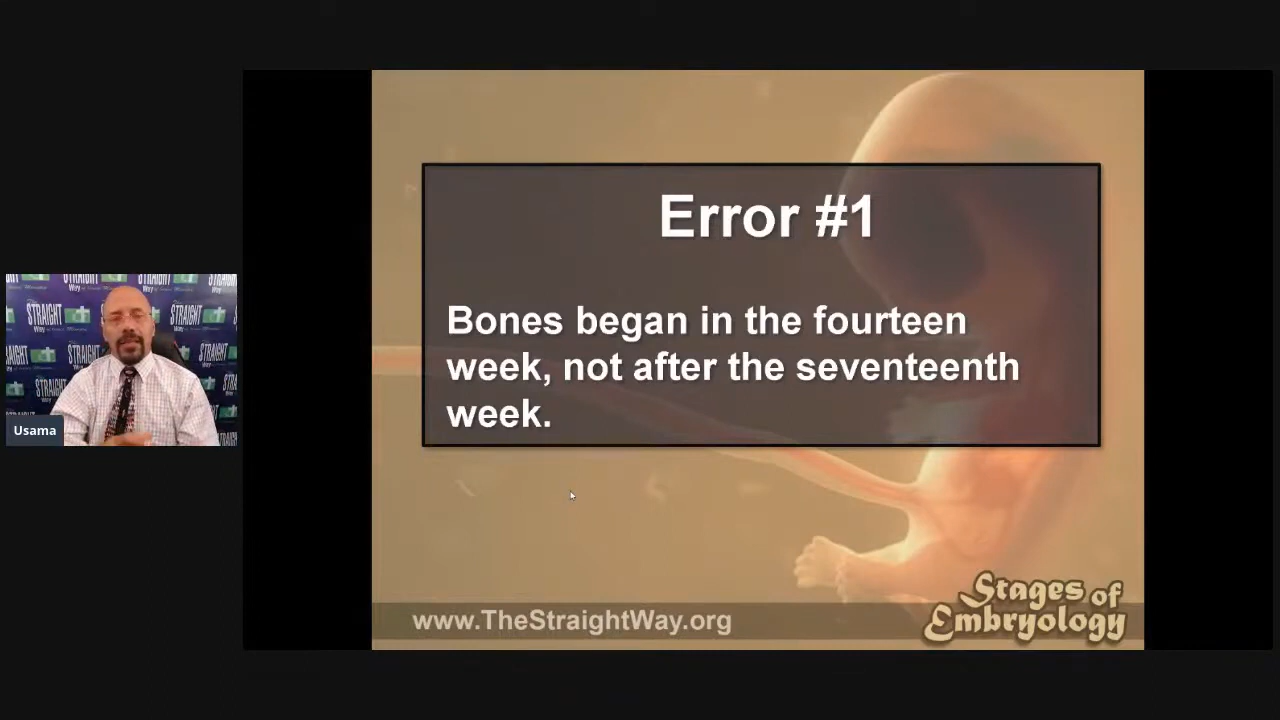 Error #1
Bones began in the fourteen
week, not after the seventeenth
week.
STRAIGHT
Usama
www.TheStraightWay.org
Stages of
Embryology